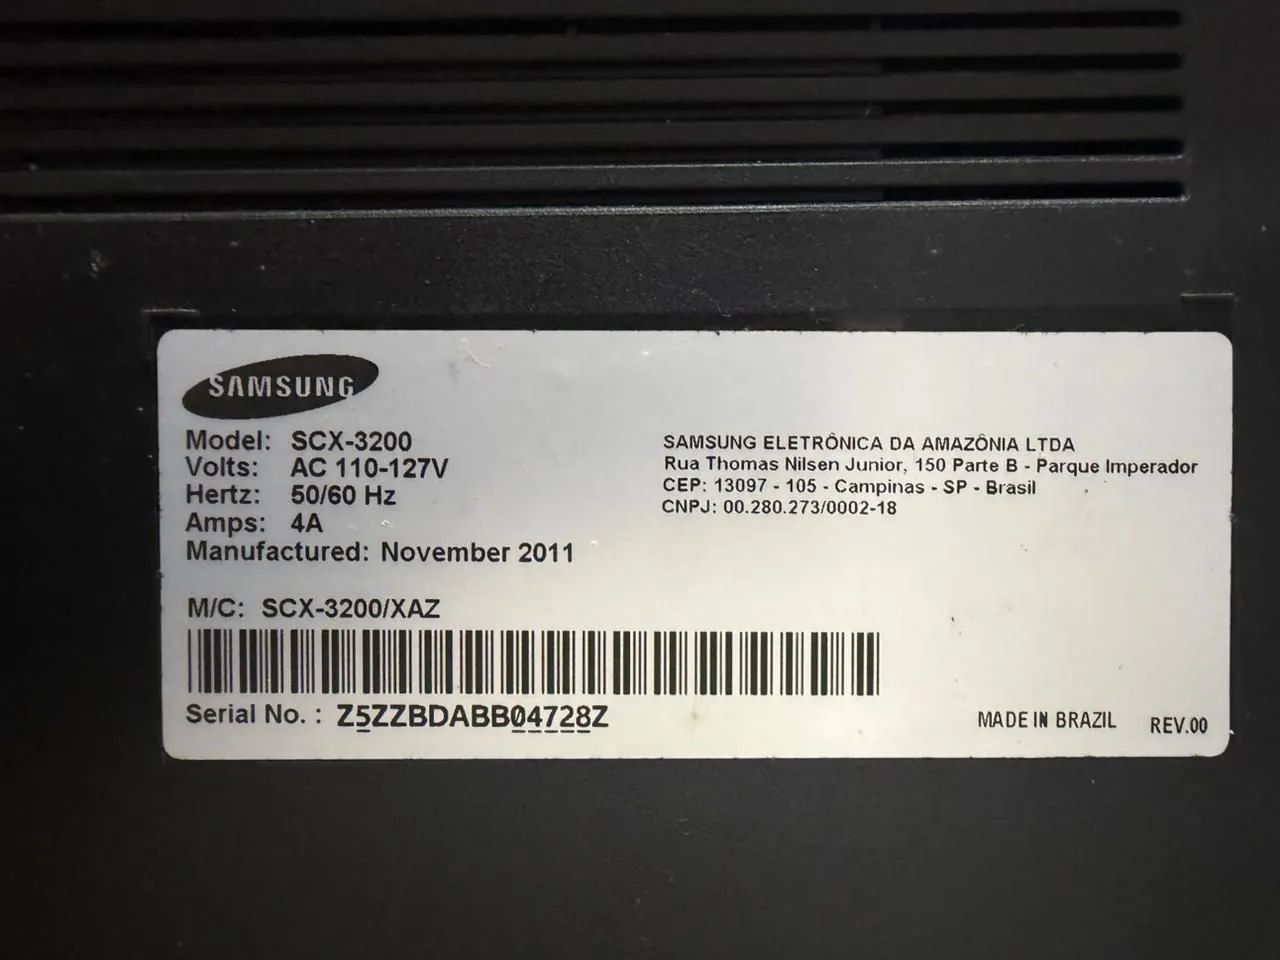 SAMSUNG
Model: SCX-3200
Volts: AC 110-127V
Hertz: 50/60 Hz
Amps: 4A
Manufactured: November 2011
SAMSUNG ELETRÔNICA DA AMAZÔNIA LTDA
Rua Thomas Nilsen Junior, 150 Parte B - Parque Imperador
CEP: 13097 - 105 - Campinas - SP - Brasil
CNPJ: 00.280.273/0002-18
M/C: SCX-3200/XAZ
Serial No. : Z5ZZBDABB04728Z
MADE IN BRAZIL REV.00